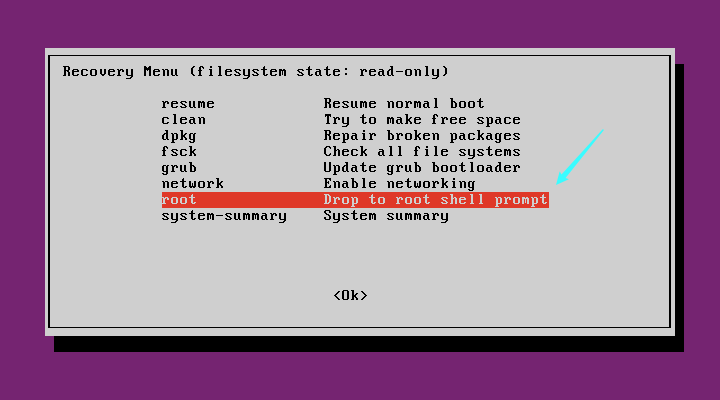 Recovery Menu (filesystem state: read-only)
resume Resume normal boot
clean Try to make free space
dpkg Repair broken packages
fsck Check all file systems
grub Update grub bootloader
network Enable networking
root Drop to root shell prompt
system-summary System summary
<Ok>